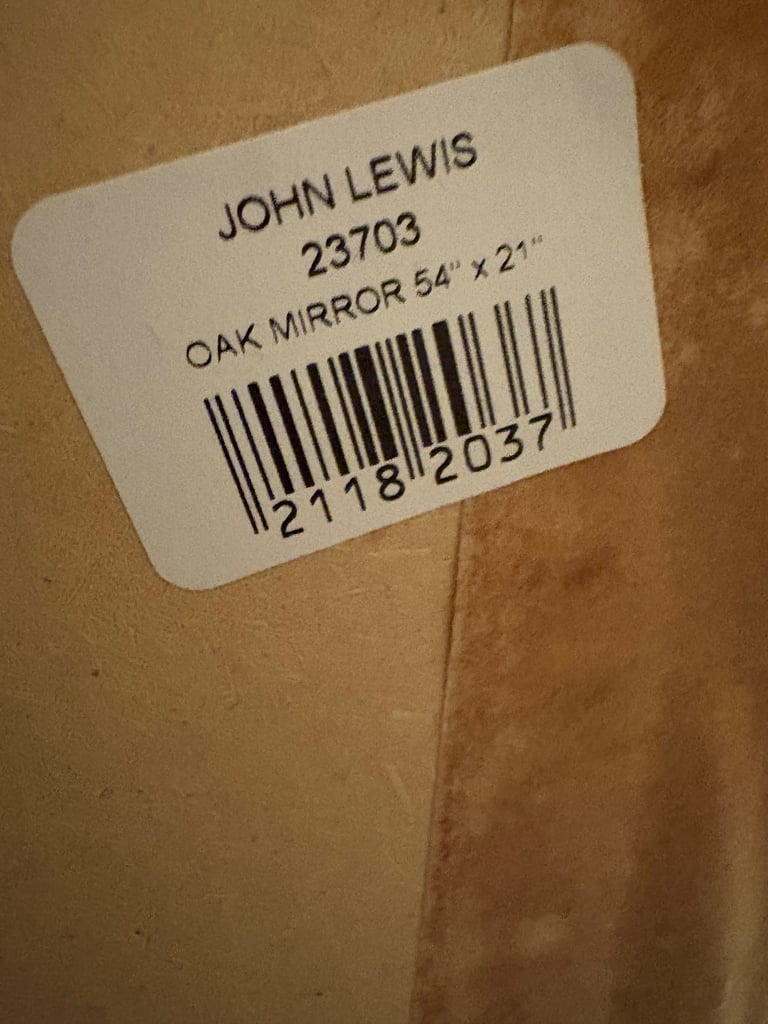 JOHN LEWIS
23703
OAK MIRROR 54" x 21"
2118 2037